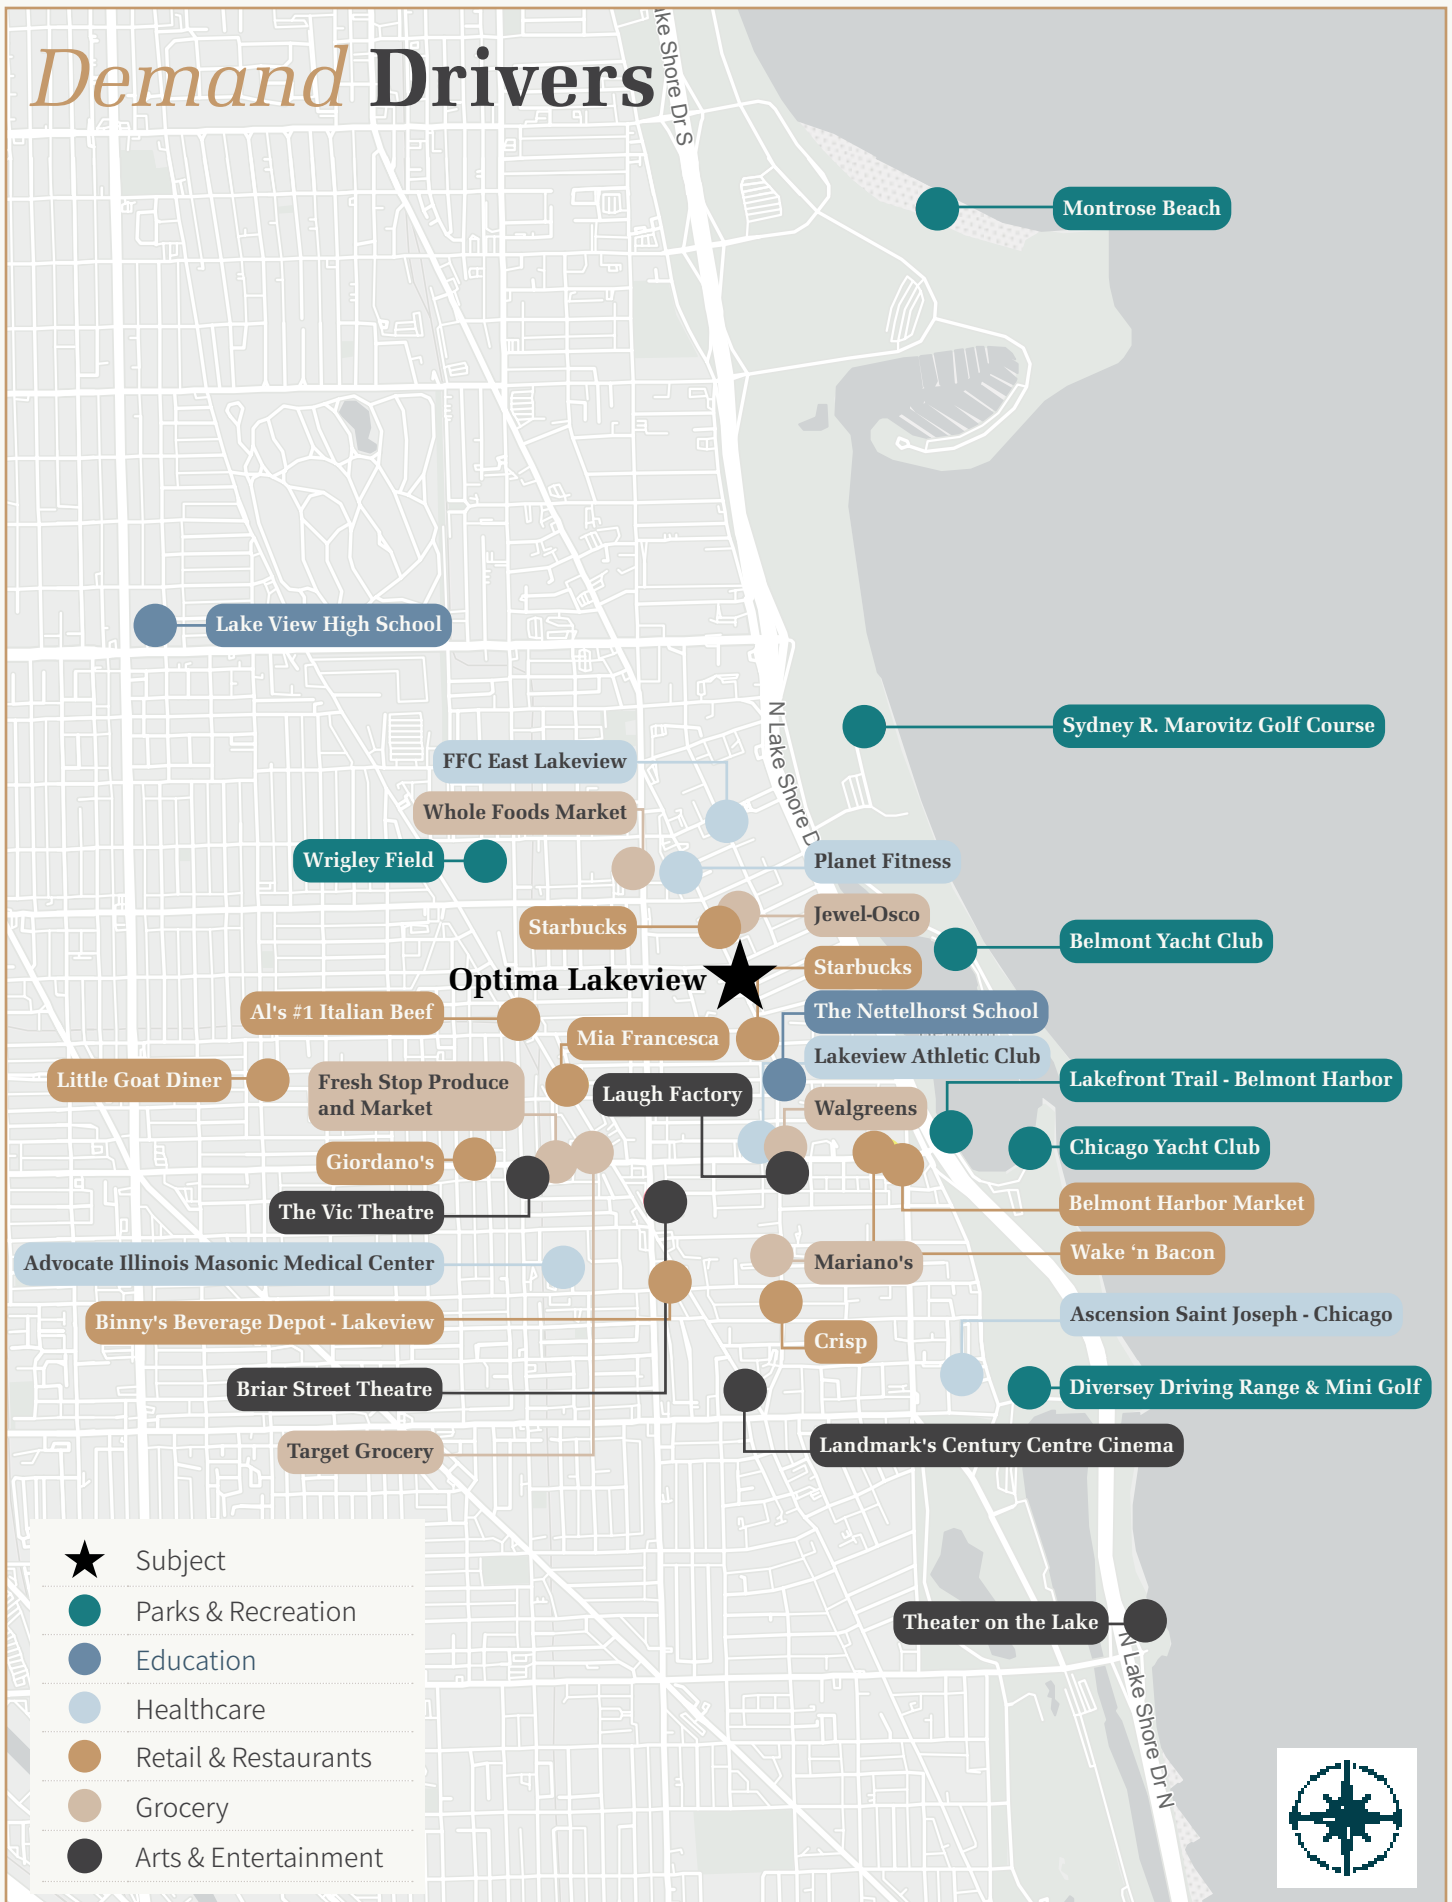 Demand Drivers
ke Shore Dr S
Montrose Beach
Lake View High School
N Lake Shore D
Sydney R. Marovitz Golf Course
FFC East Lakeview
Whole Foods Market
Wrigley Field
Planet Fitness
Jewel-Osco
Starbucks
Belmont Yacht Club
Starbucks
Optima Lakeview
Al's #1 Italian Beef
The Nettelhorst School
Mia Francesca
Lakeview Athletic Club
Little Goat Diner
Fresh Stop Produce
and Market
Laugh Factory
Lakefront Trail - Belmont Harbor
Walgreens
Chicago Yacht Club
Giordano's
The Vic Theatre
Belmont Harbor Market
Advocate Illinois Masonic Medical Center
Mariano's
Wake ‘n Bacon
Binny's Beverage Depot - Lakeview
Ascension Saint Joseph - Chicago
Crisp
Briar Street Theatre
Diversey Driving Range & Mini Golf
Target Grocery
Landmark's Century Centre Cinema
Theater on the Lake
N Lake Shore Dr N
Subject
Parks & Recreation
Education
Healthcare
Retail & Restaurants
Grocery
Arts & Entertainment